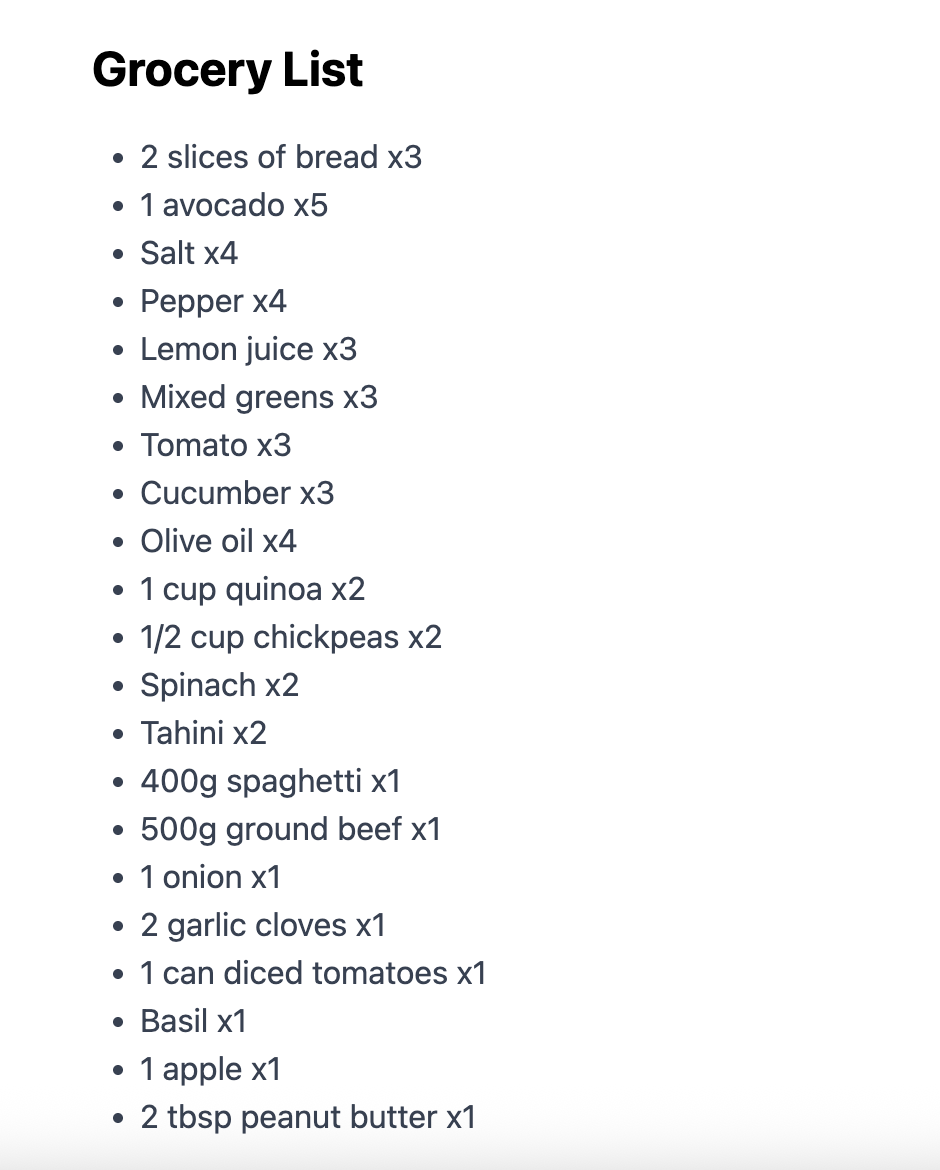 Grocery List
• 2 slices of bread x3
• 1 avocado x5
• Salt x4
• Pepper x4
• Lemon juice x3
• Mixed greens x3
• Tomato x3
• Cucumber x3
• Olive oil x4
• 1 cup quinoa x2
• 1/2 cup chickpeas x2
• Spinach x2
• Tahini x2
• 400g spaghetti x1
• 500g ground beef x1
• 1 onion x1
• 2 garlic cloves x1
• 1 can diced tomatoes x1
• Basil x1
• 1 apple x1
• 2 tbsp peanut butter x1